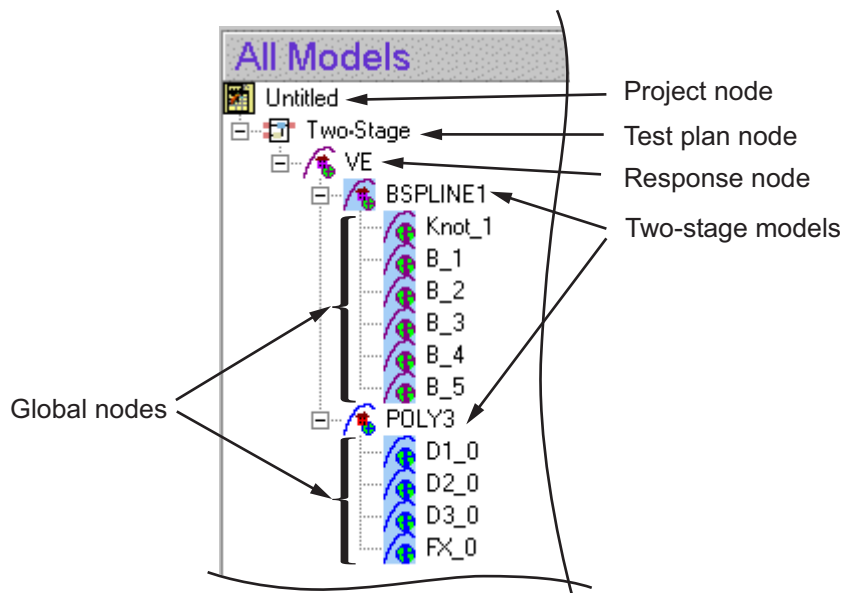 All Models
Untitled
Project node
Two-Stage
Test plan node
VE
Response node
BSPLINE1
Two-stage models
Knot_1
B_1
B_2
B_3
B_4
B_5
Global nodes
POLY3
D1_0
D2_0
D3_0
FX_0